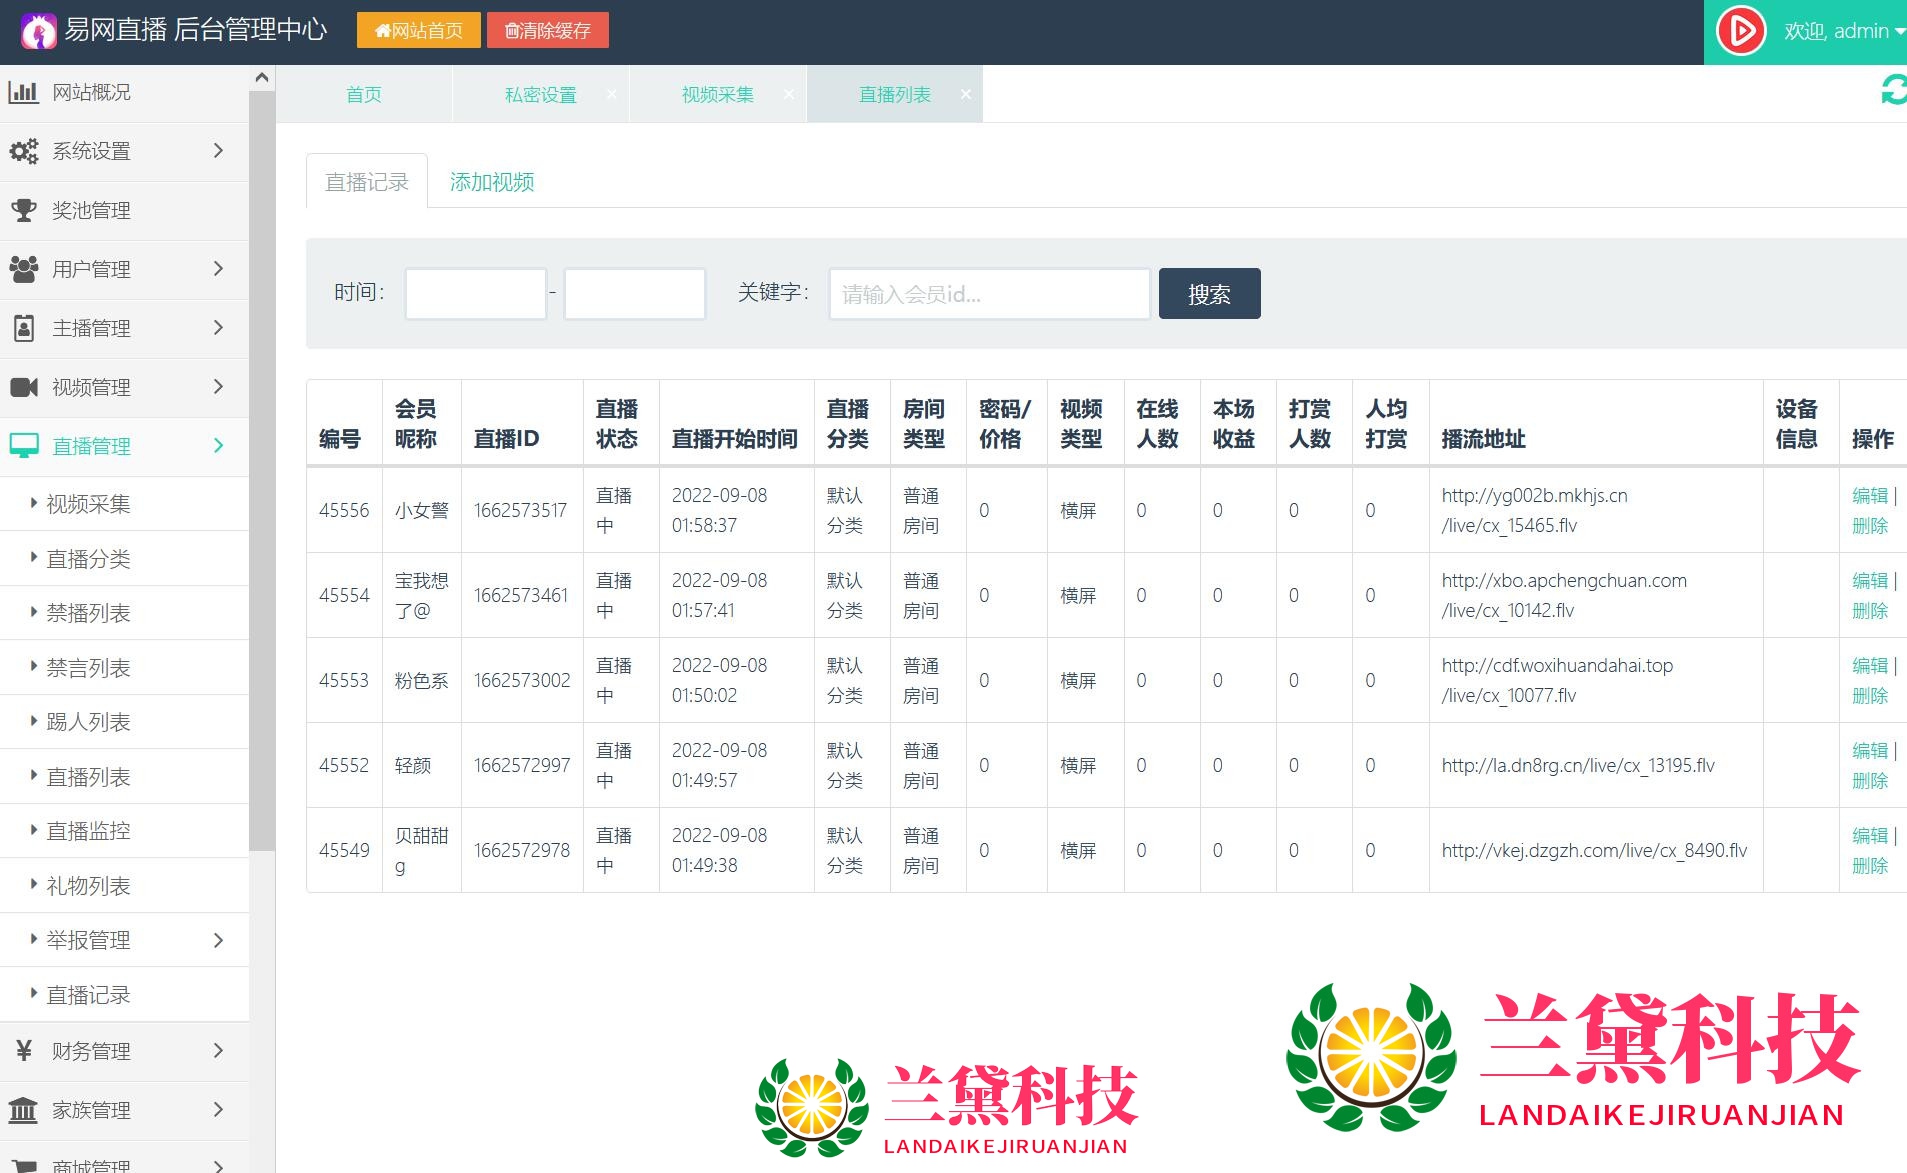 易网直播 后台管理中心
网站首页
清除缓存
欢迎, admin
网站概况
系统设置
奖池管理
用户管理
主播管理
视频管理
直播管理
视频采集
直播分类
禁播列表
禁言列表
踢人列表
直播列表
直播监控
礼物列表
举报管理
直播记录
¥ 财务管理
家族管理
商城管理
首页 私密设置 × 视频采集 × 直播列表 ×
直播记录 添加视频
时间: - 关键字: 请输入会员id... 搜索
编号 会员昵称 直播ID 直播状态 直播开始时间 直播分类 房间类型 密码/价格 视频类型 在线人数 本场收益 打赏人数 人均打赏 播流地址 设备信息 操作
45556 小女警 1662573517 直播中 2022-09-08 01:58:37 默认分类 普通房间 0 横屏 0 0 0 0 http://yg002b.mkhjs.cn/live/cx_15465.flv 编辑 | 删除
45554 宝我想了@ 1662573461 直播中 2022-09-08 01:57:41 默认分类 普通房间 0 横屏 0 0 0 0 http://xbo.apchengchuan.com/live/cx_10142.flv 编辑 | 删除
45553 粉色系 1662573002 直播中 2022-09-08 01:50:02 默认分类 普通房间 0 横屏 0 0 0 0 http://cdf.woxihuandahai.top/live/cx_10077.flv 编辑 | 删除
45552 轻颜 1662572997 直播中 2022-09-08 01:49:57 默认分类 普通房间 0 横屏 0 0 0 0 http://la.dn8rg.cn/live/cx_13195.flv 编辑 | 删除
45549 贝甜甜g 1662572978 直播中 2022-09-08 01:49:38 默认分类 普通房间 0 横屏 0 0 0 0 http://vkej.dzgzh.com/live/cx_8490.flv 编辑 | 删除
兰黛科技
LANDAIKEJIRUANJIAN
兰黛科技
LANDAIKEJIRUANJIAN